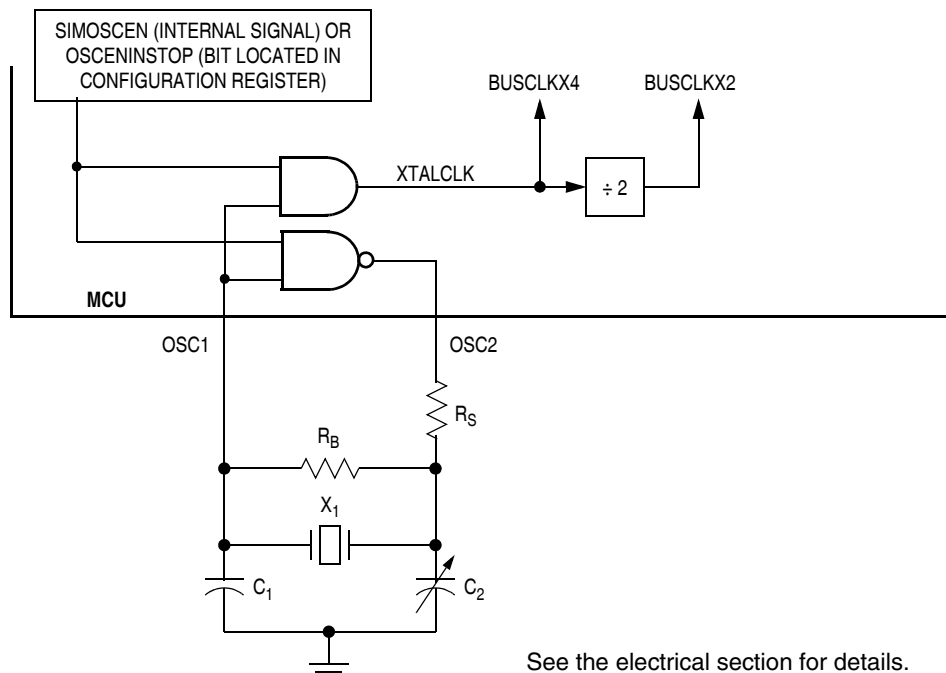 SIMOSCEN (INTERNAL SIGNAL) OR
OSCENINSTOP (BIT LOCATED IN
CONFIGURATION REGISTER)
BUSCLKX4
BUSCLKX2
XTALCLK
÷ 2
MCU
OSC1
OSC2
RS
RB
X1
C1
C2
See the electrical section for details.